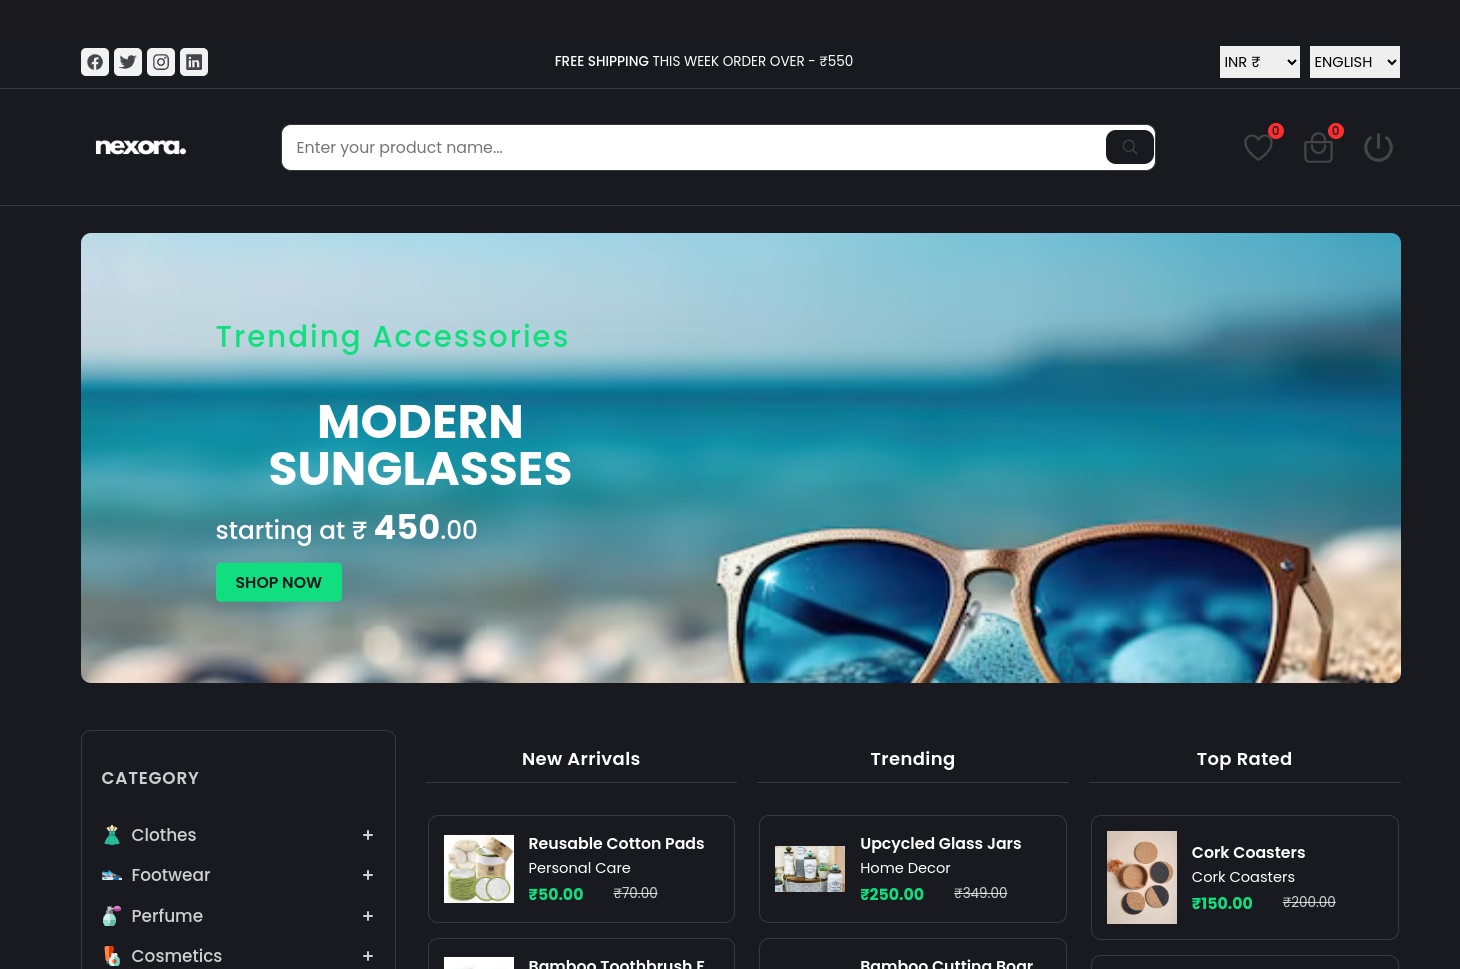 FREE SHIPPING THIS WEEK ORDER OVER - ₹550
INR ₹
ENGLISH
nexora.
Enter your product name...
0
0
Trending Accessories
MODERN
SUNGLASSES
starting at ₹ 450.00
SHOP NOW
CATEGORY
Clothes +
Footwear +
Perfume +
Cosmetics +
New Arrivals
Reusable Cotton Pads
Personal Care
₹50.00 ₹70.00
Bamboo Toothbrush F
Trending
Upcycled Glass Jars
Home Decor
₹250.00 ₹349.00
Bamboo Cutting Boar
Top Rated
Cork Coasters
Cork Coasters
₹150.00 ₹200.00